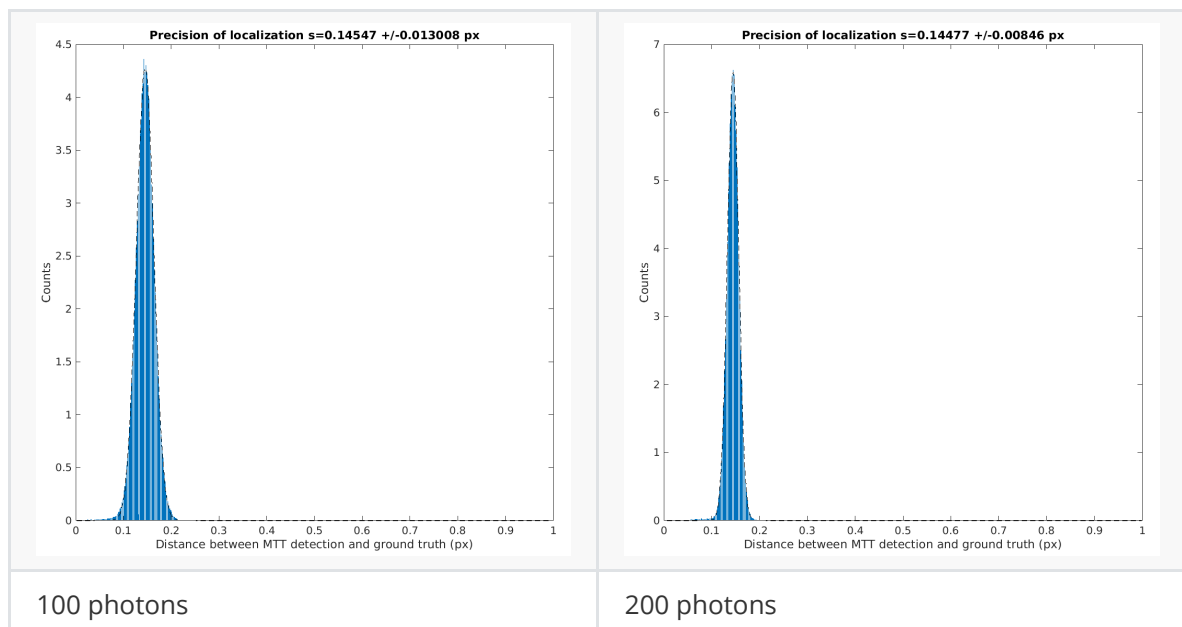 Precision of localization s=0.14547 +/-0.013008 px
4.5
4
3.5
3
2.5
2
1.5
1
0.5
0
Counts
0 0.1 0.2 0.3 0.4 0.5 0.6 0.7 0.8 0.9 1
Distance between MTT detection and ground truth (px)
100 photons
Precision of localization s=0.14477 +/-0.00846 px
7
6
5
4
3
2
1
0
Counts
0 0.1 0.2 0.3 0.4 0.5 0.6 0.7 0.8 0.9 1
Distance between MTT detection and ground truth (px)
200 photons